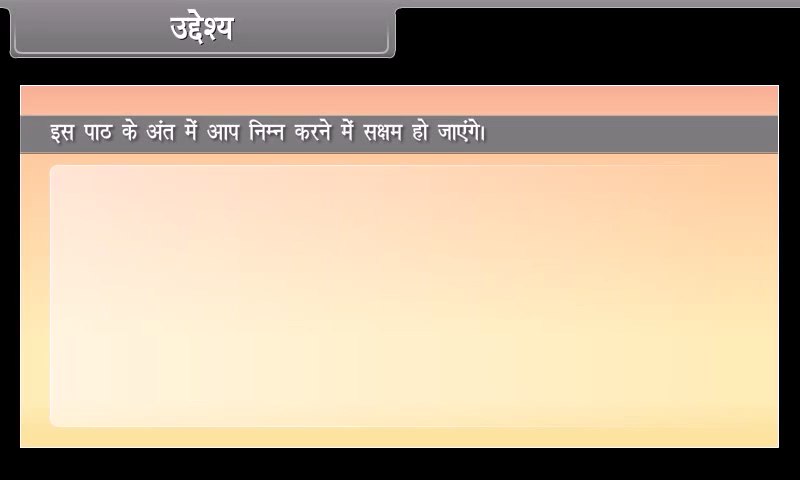 उद्देश्य
इस पाठ के अंत में आप निम्न करने में सक्षम हो जाएंगे।